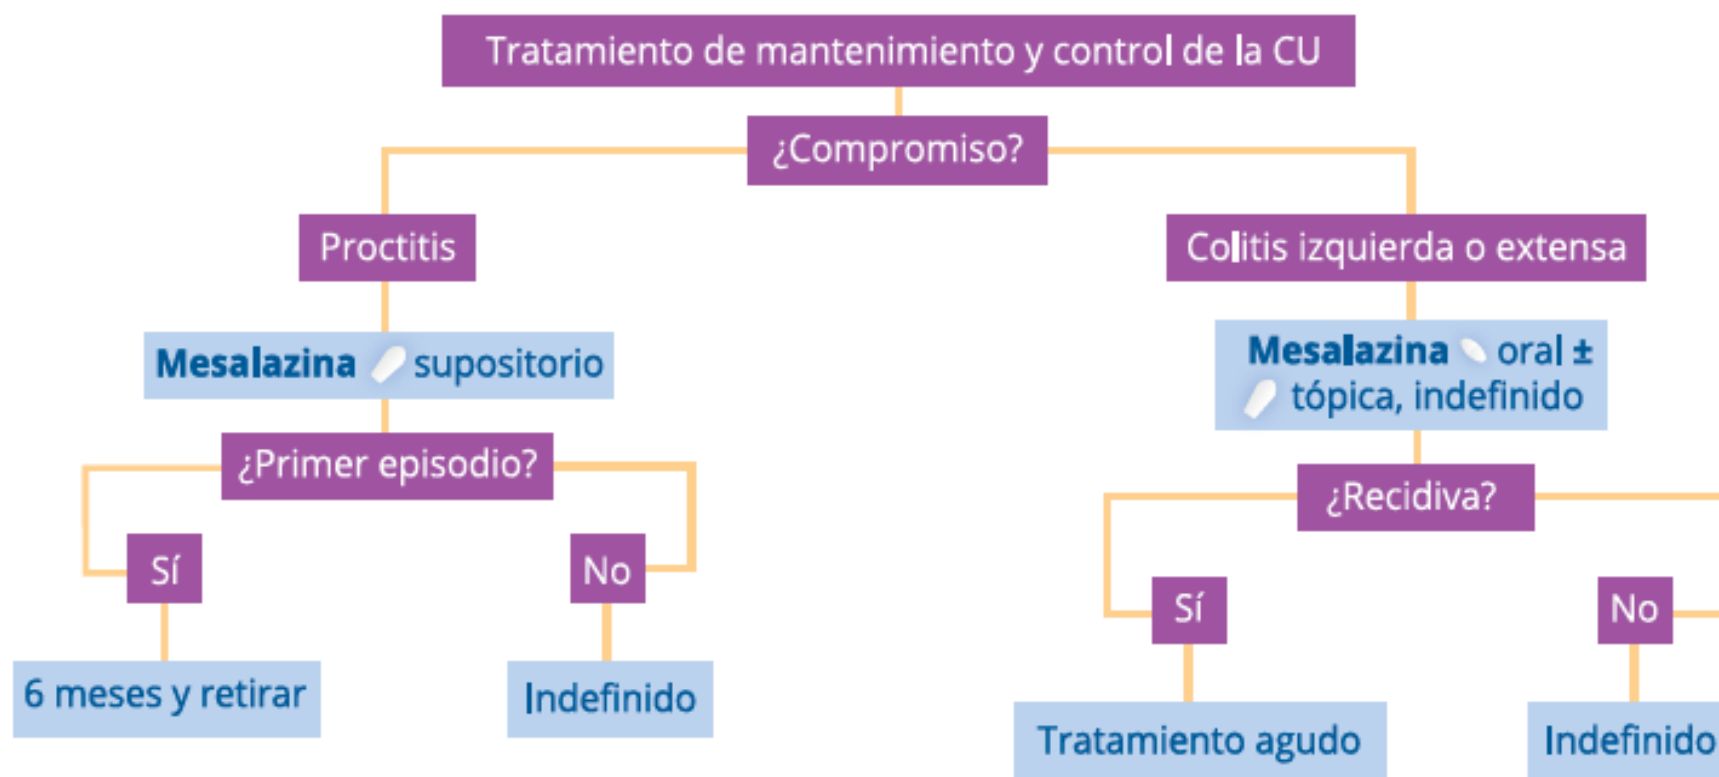 Tratamiento de mantenimiento y control de la CU
¿Compromiso?
Proctitis
Mesalazina supositorio
¿Primer episodio?
Sí
No
6 meses y retirar
Indefinido
Colitis izquierda o extensa
Mesalazina oral ±
tópica, indefinido
¿Recidiva?
Sí
No
Tratamiento agudo
Indefinido